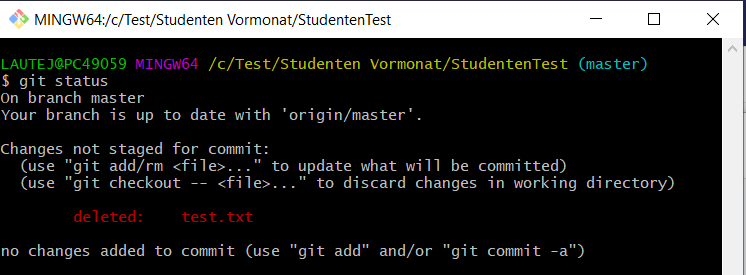 MINGW64:/c/Test/Studenten Vormonat/StudentenTest
LAUTEJ@PC49059 MINGW64 /c/Test/Studenten Vormonat/StudentenTest (master)
$ git status
On branch master
Your branch is up to date with 'origin/master'.
Changes not staged for commit:
  (use "git add/rm <file>..." to update what will be committed)
  (use "git checkout -- <file>..." to discard changes in working directory)
        deleted:    test.txt
no changes added to commit (use "git add" and/or "git commit -a")